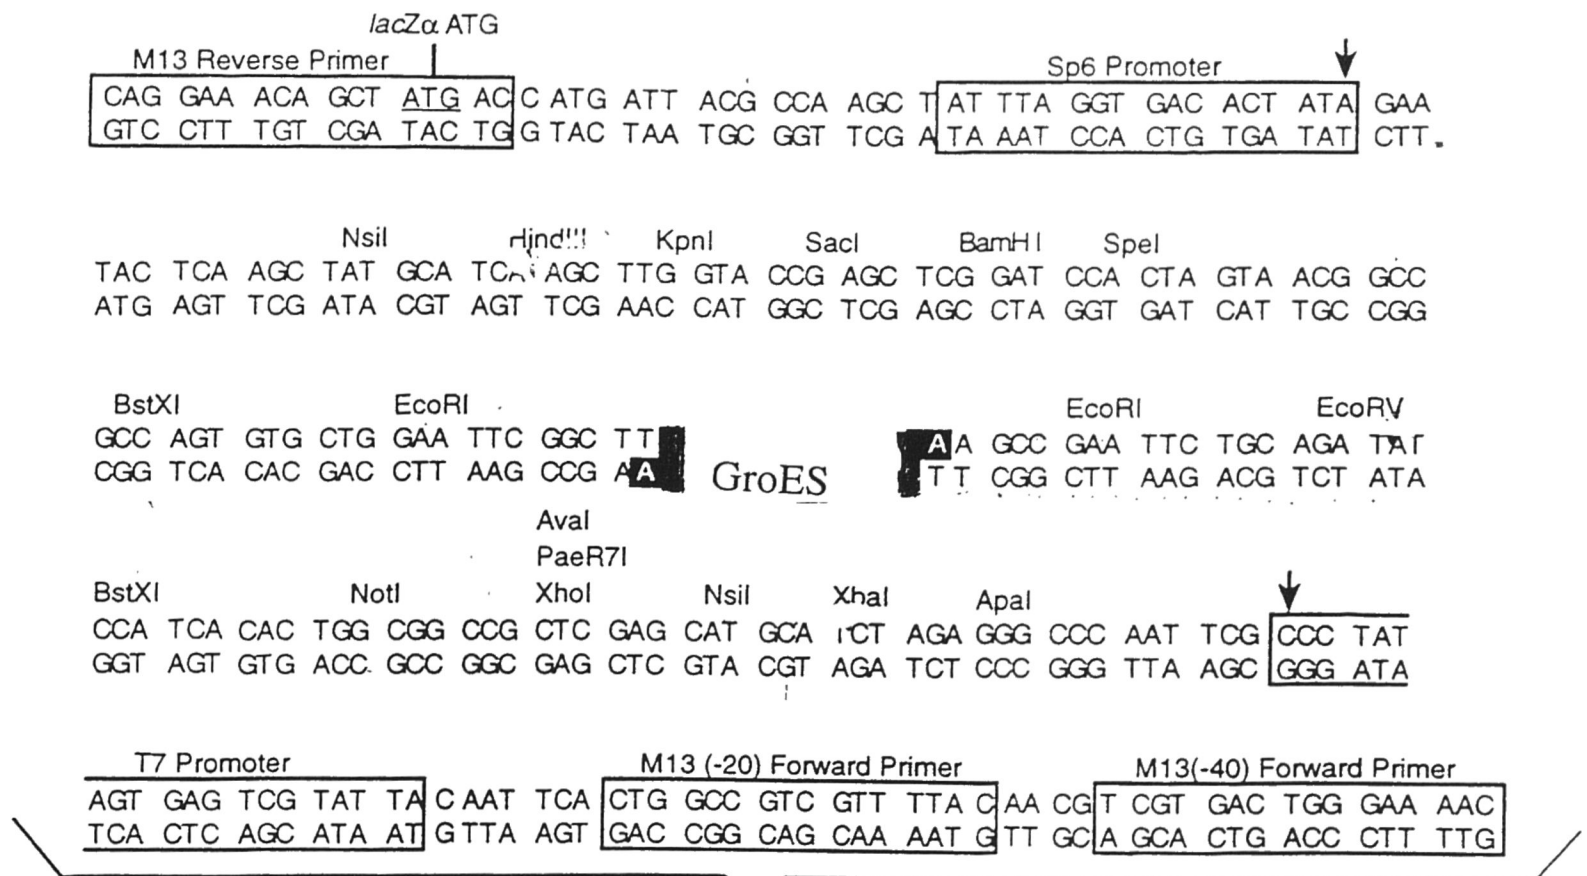 lacZα ATG
M13 Reverse Primer Sp6 Promoter
CAG GAA ACA GCT ATG AC C ATG ATT ACG CCA AGC T AT TTA GGT GAC ACT ATA GAA
GTC CTT TGT CGA TAC TG G TAC TAA TGC GGT TCG A TA AAT CCA CTG TGA TAT CTT
NsiI KpnI SacI BamHI SpeI
TAC TCA AGC TAT GCA AGC TTG GTA CCG AGC TCG GAT CCA CTA GTA ACG GCC
ATG AGT TCG ATA CGT AGT TCG AAC CAT GGC TCG AGC CTA GGT GAT CAT TGC CGG
BstXI EcoRI EcoRI EcoRV
GCC AGT GTG CTG GAA TTC GGC TT A A GCC GAA TTC TGC AGA TAT
CGG TCA CAC GAC CTT AAG CCG A A GroES T T CGG CTT AAG ACG TCT ATA
AvaI
PaeR7I
BstXI NotI XhoI NsiI XbaI ApaI
CCA TCA CAC TGG CGG CCG CTC GAG CAT GCA AGA GGG CCC AAT TCG CCC TAT
GGT AGT GTG ACC GCC GGC GAG CTC GTA CGT AGA TCT CCC GGG TTA AGC GGG ATA
T7 Promoter M13 (-20) Forward Primer M13(-40) Forward Primer
AGT GAG TCG TAT TA C AAT TCA CTG GCC GTC GTT TTA C AA CG T CGT GAC TGG GAA AAC
TCA CTC AGC ATA AT G TTA AGT GAC CGG CAG CAA AAT G TT GC A GCA CTG ACC CTT TTG